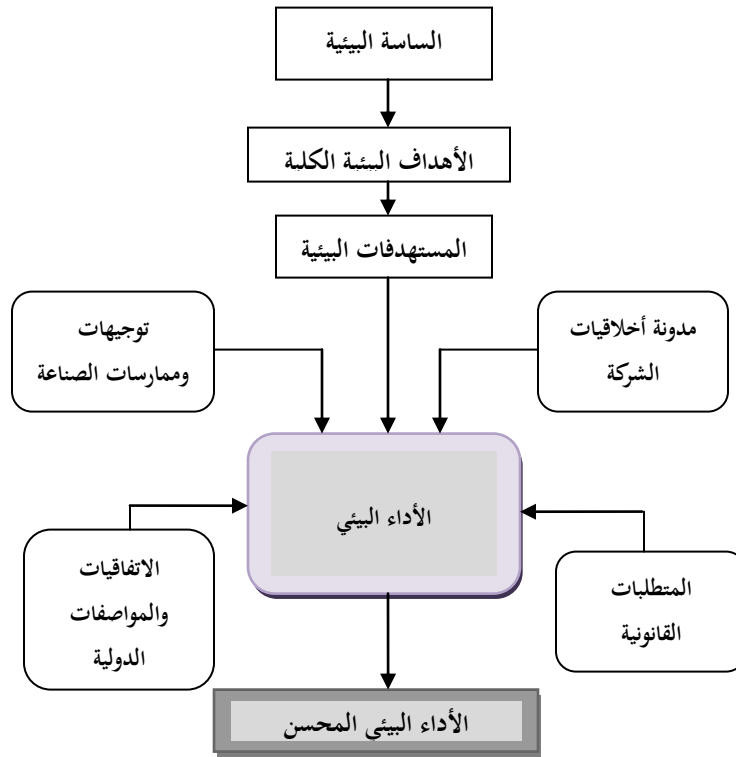 الساسة البيئية
الأهداف البيئية الكلية
المستهدفات البيئية
مدونة أخلاقيات
الشركة
توجيهات
وممارسات الصناعة
الأداء البيئي
المتطلبات
القانونية
الاتفاقيات
والمواصفات
الدولية
الأداء البيئي المحسن